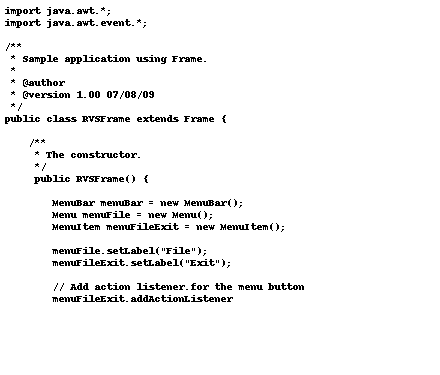 import java.awt.*;
import java.awt.event.*;
/**
 * Sample application using Frame.
 *
 * @author
 * @version 1.00 07/08/09
 */
public class RVSFrame extends Frame {
    /**
     * The constructor.
     */
     public RVSFrame() {
        MenuBar menuBar = new MenuBar();
        Menu menuFile = new Menu();
        MenuItem menuFileExit = new MenuItem();
        menuFile.setLabel("File");
        menuFileExit.setLabel("Exit");
        // Add action listener.for the menu button
        menuFileExit.addActionListener